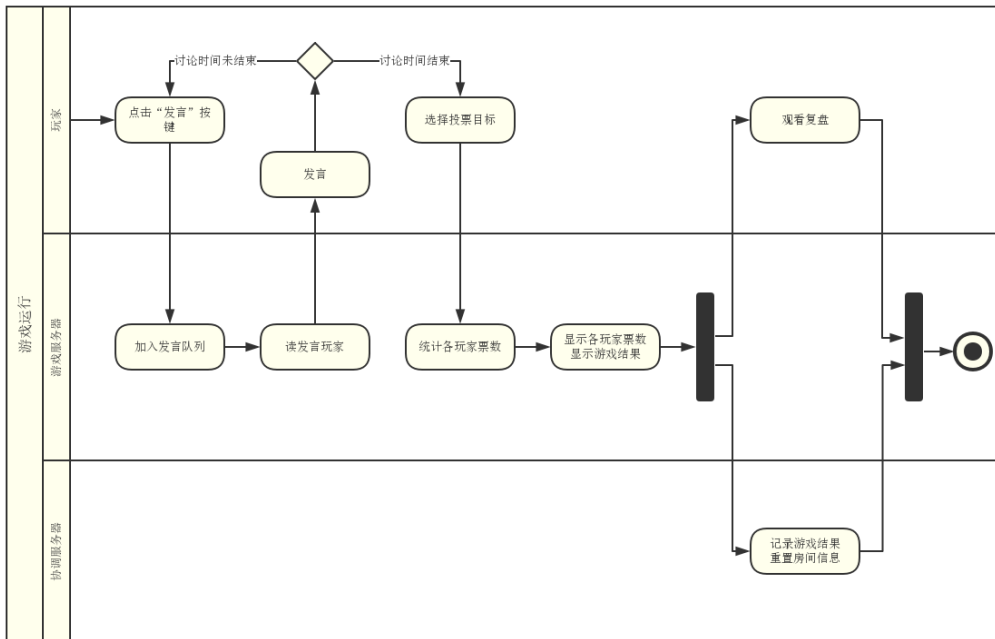 游戏运行
玩家
讨论时间未结束
讨论时间结束
点击“发言”按
键
选择投票目标
观看复盘
发言
游戏服务器
加入发言队列
读发言玩家
统计各玩家票数
显示各玩家票数
显示游戏结果
协调服务器
记录游戏结果
重置房间信息